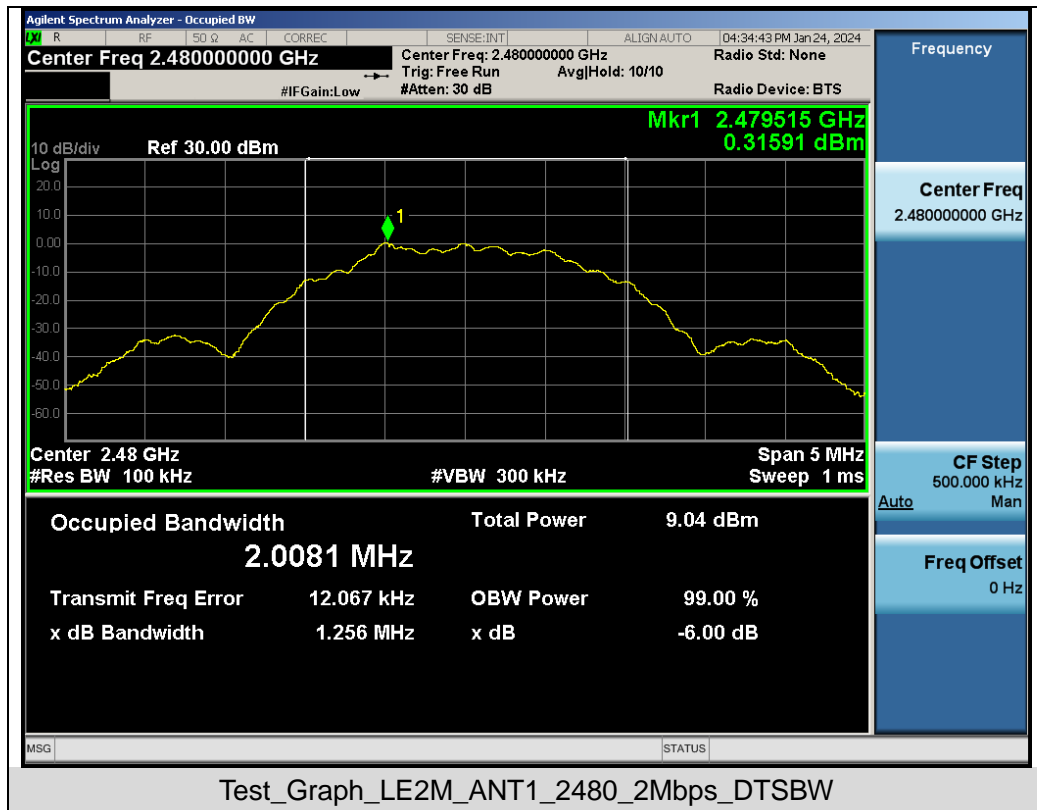 Agilent Spectrum Analyzer - Occupied BW
LXI R RF 50 Ω AC CORREC SENSE:INT ALIGN AUTO 04:34:43 PM Jan 24, 2024
Center Freq 2.480000000 GHz
Center Freq: 2.480000000 GHz Radio Std: None
Trig: Free Run Avg|Hold: 10/10
#IFGain:Low #Atten: 30 dB Radio Device: BTS
Mkr1 2.479515 GHz
0.31591 dBm
10 dB/div Ref 30.00 dBm
Log
20.0
10.0
0.00
-10.0
-20.0
-30.0
-40.0
-50.0
-60.0
1
Center 2.48 GHz Span 5 MHz
#Res BW 100 kHz #VBW 300 kHz Sweep 1 ms
Occupied Bandwidth Total Power 9.04 dBm
2.0081 MHz
Transmit Freq Error 12.067 kHz OBW Power 99.00 %
x dB Bandwidth 1.256 MHz x dB -6.00 dB
MSG STATUS
Frequency
Center Freq
2.480000000 GHz
CF Step
500.000 kHz
Auto Man
Freq Offset
0 Hz
Test_Graph_LE2M_ANT1_2480_2Mbps_DTSBW